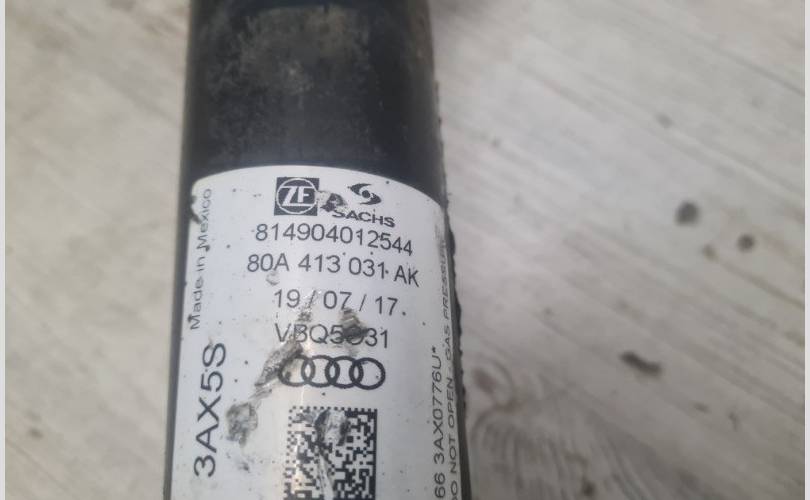 ZF
SACHS
814904012544
80A 413 031 AK
19 / 07 / 17
Made in Mexico
3AX5S
66 3AX0776U*
DO NOT OPEN - GAS PRESSURE